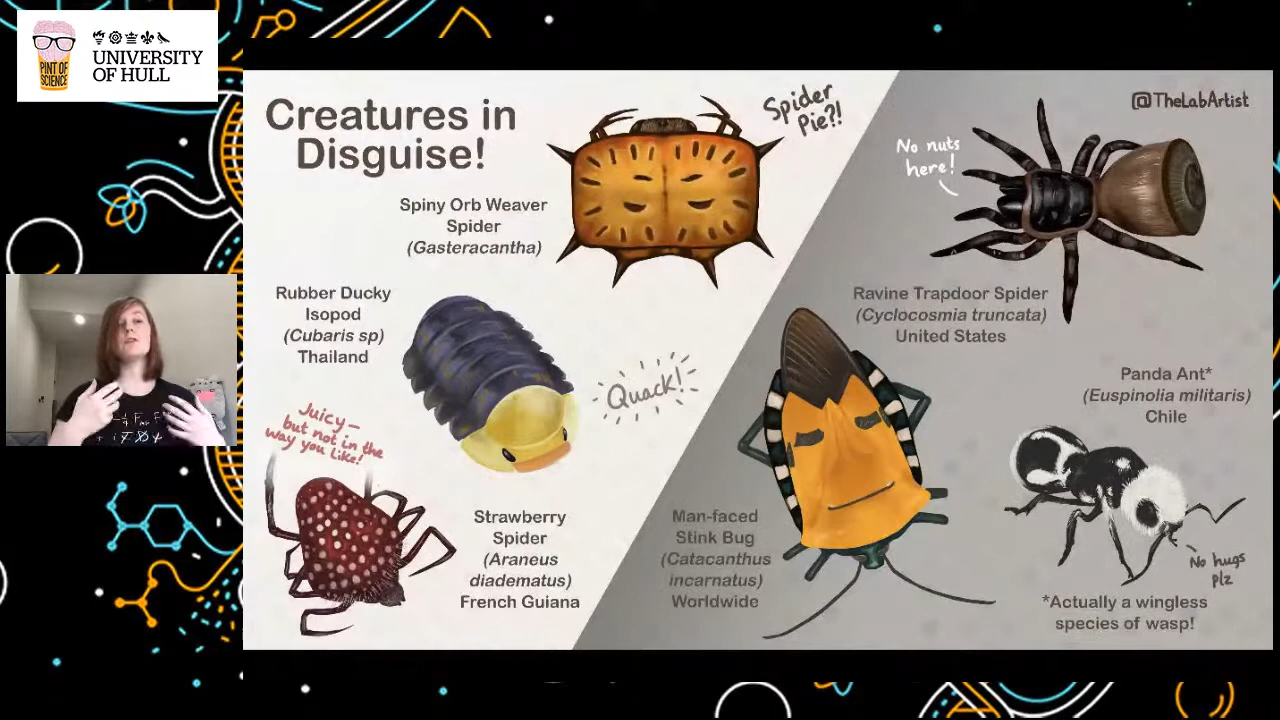 PINT OF
SCIENCE
UNIVERSITY
OF HULL
Creatures in
Disguise!
Spider
Pie?!
@TheLabArtist
No nuts
here!
Spiny Orb Weaver
Spider
(Gasteracantha)
Rubber Ducky
Isopod
(Cubaris sp)
Thailand
Quack!
Juicy –
but not in the
way you like!
Strawberry
Spider
(Araneus
diadematus)
French Guiana
Ravine Trapdoor Spider
(Cyclocosmia truncata)
United States
Man-faced
Stink Bug
(Catacanthus
incarnatus)
Worldwide
Panda Ant*
(Euspinolia militaris)
Chile
No hugs
plz
*Actually a wingless
species of wasp!